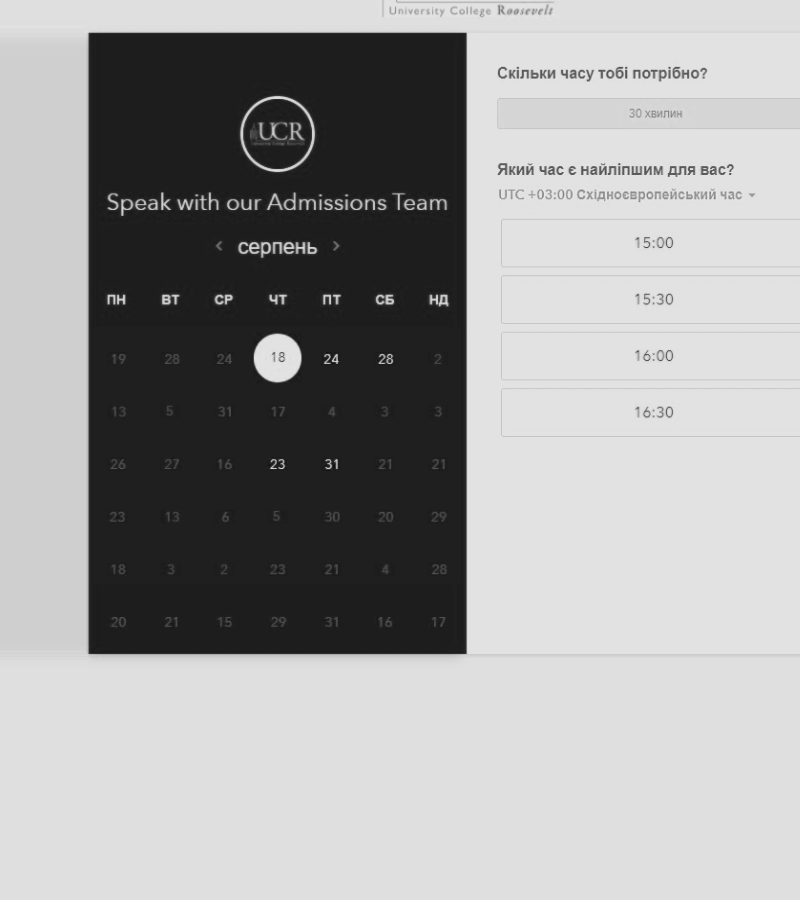 University College Roosevelt
UCR
Speak with our Admissions Team
серпень
ПН ВТ СР ЧТ ПТ СБ НД
19 28 24 18 24 28 2
13 5 31 17 4 3 3
26 27 16 23 31 21 21
23 13 6 5 30 20 29
18 3 2 23 21 4 28
20 21 15 29 31 16 17
Скільки часу тобі потрібно?
30 хвилин
Який час є найліпшим для вас?
UTC +03:00 Східноєвропейський час
15:00
15:30
16:00
16:30